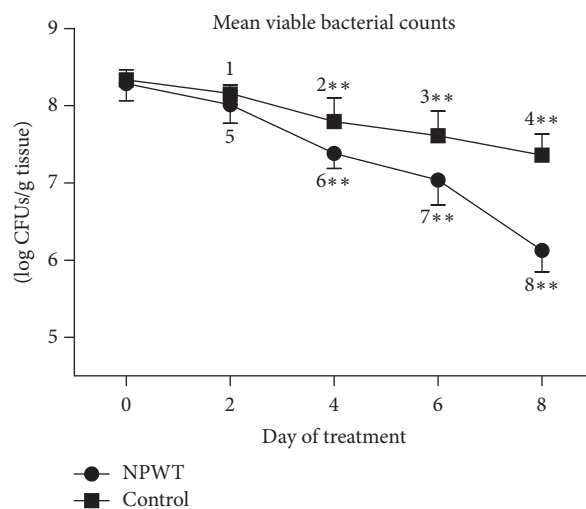 Mean viable bacterial counts
(log CFUs/g tissue)
9
8
7
6
5
1
2**
3**
4**
5
6**
7**
8**
0 2 4 6 8
Day of treatment
NPWT
Control